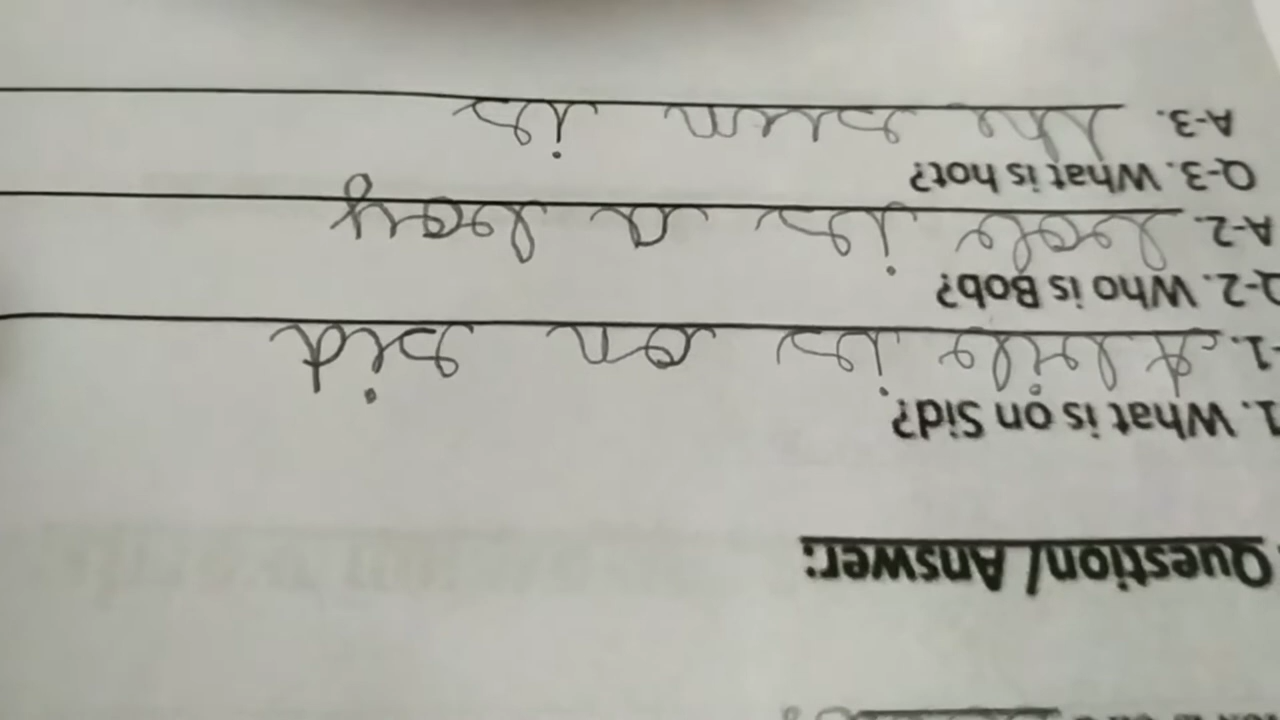 Question/ Answer:
1. What is on Sid?
-1. A bib is on sid
Q-2. Who is Bob?
A-2. bob is a boy
Q-3. What is hot?
A-3. The sun is